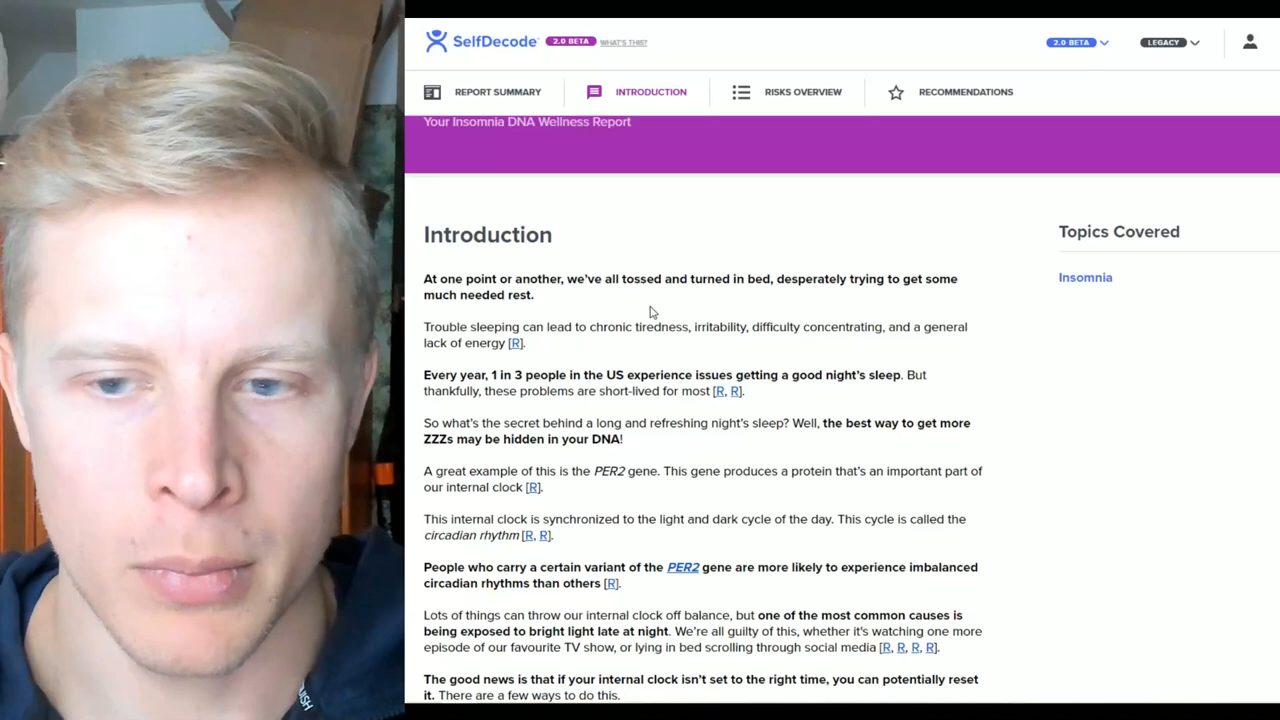 SelfDecode
2.0 BETA
WHAT'S THIS?
2.0 BETA
LEGACY
REPORT SUMMARY
INTRODUCTION
RISKS OVERVIEW
RECOMMENDATIONS
Your Insomnia DNA Wellness Report
Introduction
At one point or another, we've all tossed and turned in bed, desperately trying to get some
much needed rest.
Trouble sleeping can lead to chronic tiredness, irritability, difficulty concentrating, and a general
lack of energy [R].
Every year, 1 in 3 people in the US experience issues getting a good night's sleep. But
thankfully, these problems are short-lived for most [R, R].
So what's the secret behind a long and refreshing night's sleep? Well, the best way to get more
ZZZs may be hidden in your DNA!
A great example of this is the PER2 gene. This gene produces a protein that's an important part of
our internal clock [R].
This internal clock is synchronized to the light and dark cycle of the day. This cycle is called the
circadian rhythm [R, R].
People who carry a certain variant of the PER2 gene are more likely to experience imbalanced
circadian rhythms than others [R].
Lots of things can throw our internal clock off balance, but one of the most common causes is
being exposed to bright light late at night. We're all guilty of this, whether it's watching one more
episode of our favourite TV show, or lying in bed scrolling through social media [R, R, R, R].
The good news is that if your internal clock isn't set to the right time, you can potentially reset
it. There are a few ways to do this.
Topics Covered
Insomnia